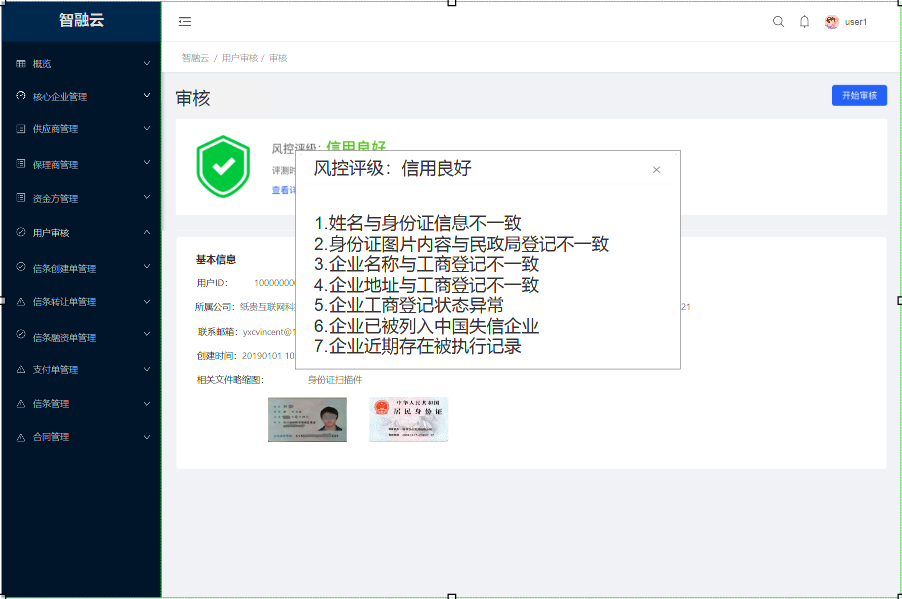 智融云
user1
概览
核心企业管理
供应商管理
保理商管理
资金方管理
用户审核
信条创建单管理
信条转让单管理
信条融资单管理
支付单管理
信条管理
合同管理
智融云 / 用户审核 / 审核
审核
开始审核
风控评级：信用良好
评测时
查看详
风控评级：信用良好
×
1.姓名与身份证信息不一致
2.身份证图片内容与民政局登记不一致
3.企业名称与工商登记不一致
4.企业地址与工商登记不一致
5.企业工商登记状态异常
6.企业已被列入中国失信企业
7.企业近期存在被执行记录
基本信息
用户ID： 10000000
所属公司：纸贵互联网科 21
联系邮箱：yxcvincent@1
创建时间：20190101 10
相关文件略缩图： 身份证扫描件
中华人民共和国
居民身份证